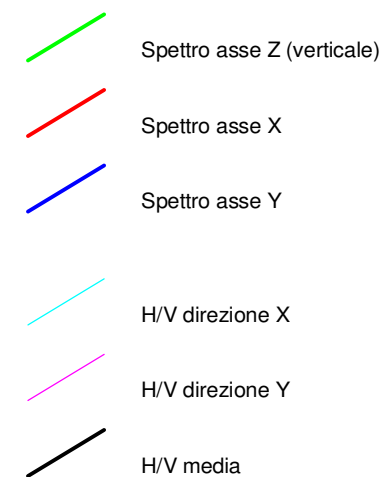 Spettro asse Z (verticale)
Spettro asse X
Spettro asse Y
H/V direzione X
H/V direzione Y
H/V media